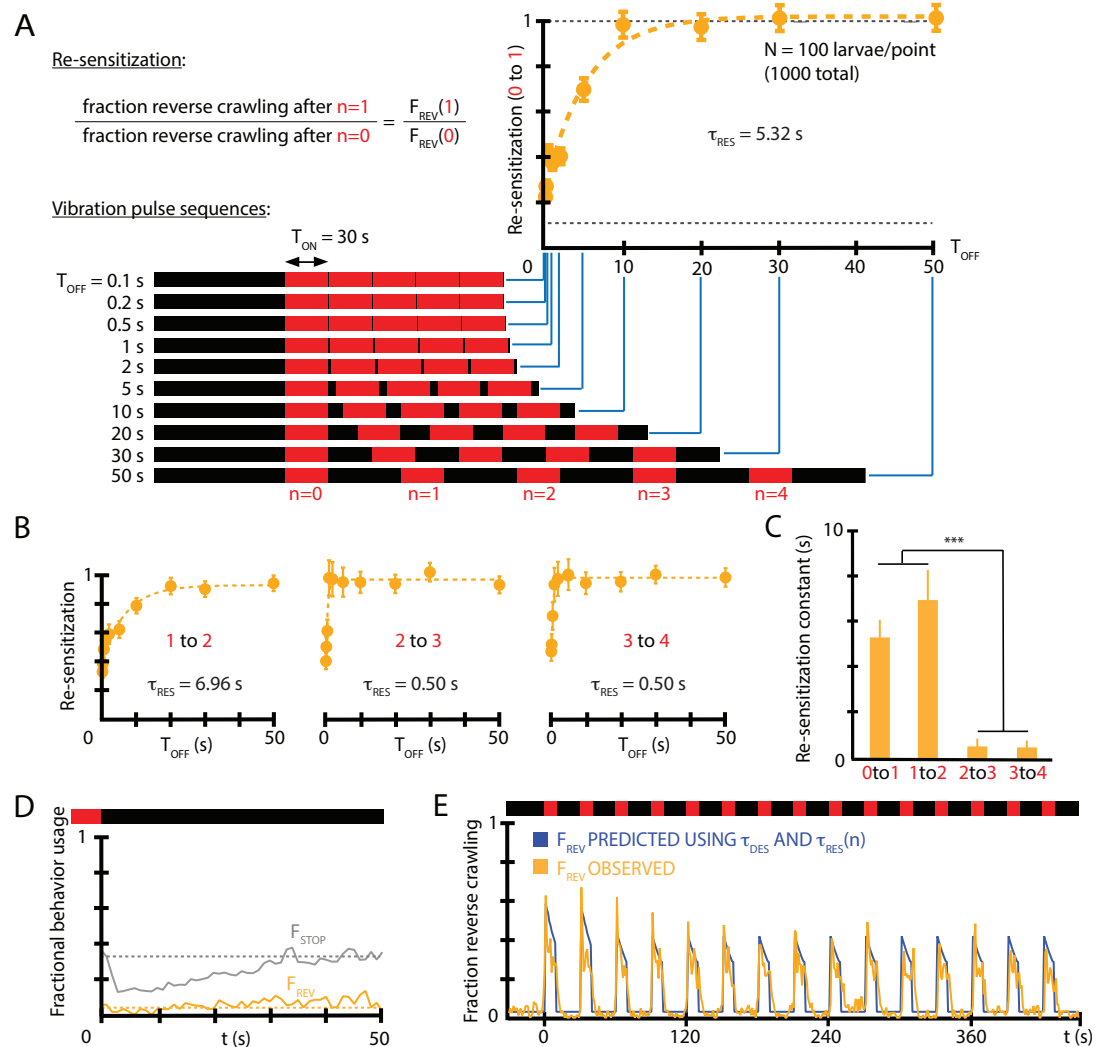 A
Re-sensitization:
fraction reverse crawling after n=1
fraction reverse crawling after n=0
=
F_REV(1)
F_REV(0)
Re-sensitization (0 to 1)
1
N = 100 larvae/point
(1000 total)
τ_RES = 5.32 s
0 10 20 30 40 50 T_OFF
Vibration pulse sequences:
T_ON = 30 s
T_OFF = 0.1 s
0.2 s
0.5 s
1 s
2 s
5 s
10 s
20 s
30 s
50 s
n=0 n=1 n=2 n=3 n=4
B
Re-sensitization
1
1 to 2
τ_RES = 6.96 s
0 T_OFF (s) 50
2 to 3
τ_RES = 0.50 s
0 T_OFF (s) 50
3 to 4
τ_RES = 0.50 s
0 T_OFF (s) 50
C
Re-sensitization constant (s)
10
0
***
0to1 1to2 2to3 3to4
D
Fractional behavior usage
1
F_STOP
F_REV
0
0 t (s) 50
E
Fraction reverse crawling
1
F_REV PREDICTED USING τ_DES AND τ_RES(n)
F_REV OBSERVED
0
0 120 240 360 t (s)